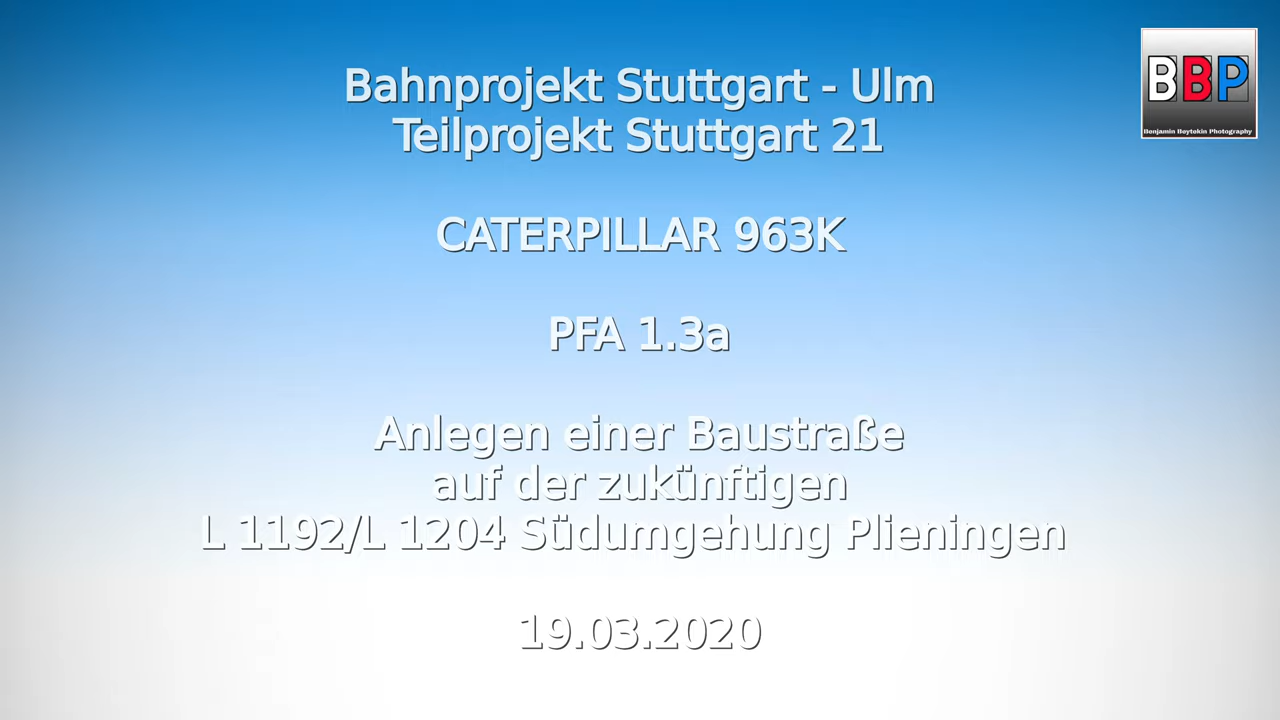 Bahnprojekt Stuttgart - Ulm
Teilprojekt Stuttgart 21
CATERPILLAR 963K
PFA 1.3a
Anlegen einer Baustraße
auf der zukünftigen
L 1192/L 1204 Südumgehung Plieningen
19.03.2020
BBP
Benjamin Beytekin Photography